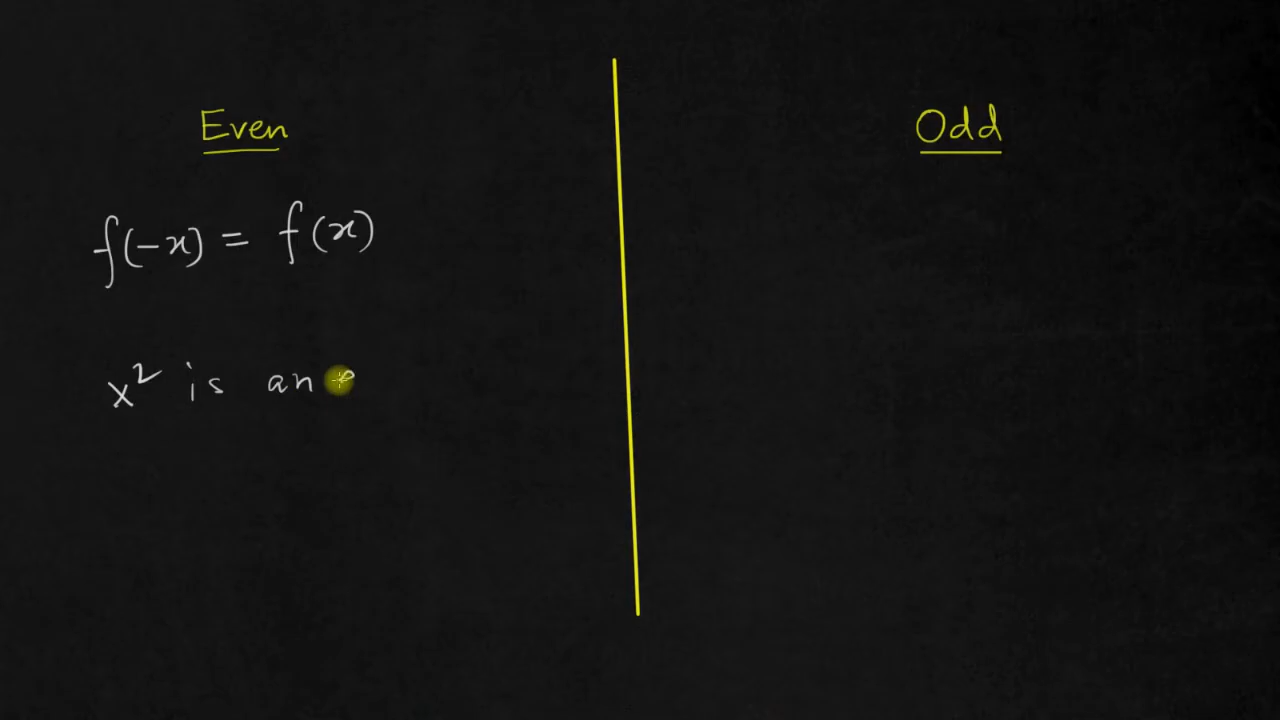 Even
f(-x) = f(x)
x² is an
Odd